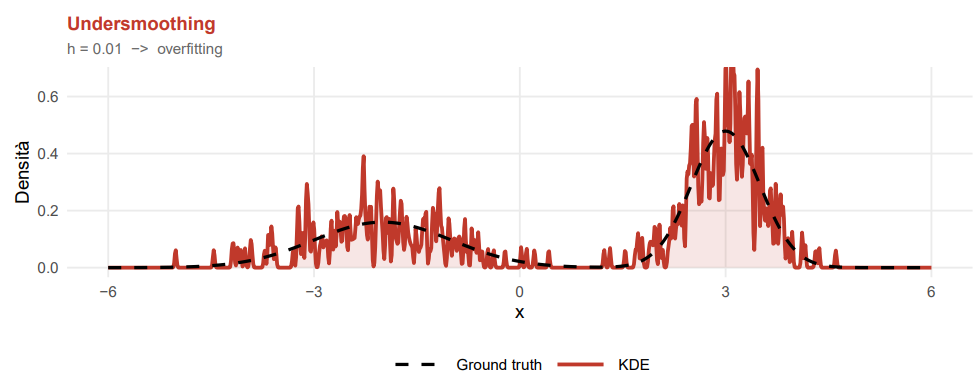 Undersmoothing
h = 0.01 −> overfitting
Densità
0.6
0.4
0.2
0.0
−6 −3 0 3 6
x
Ground truth KDE